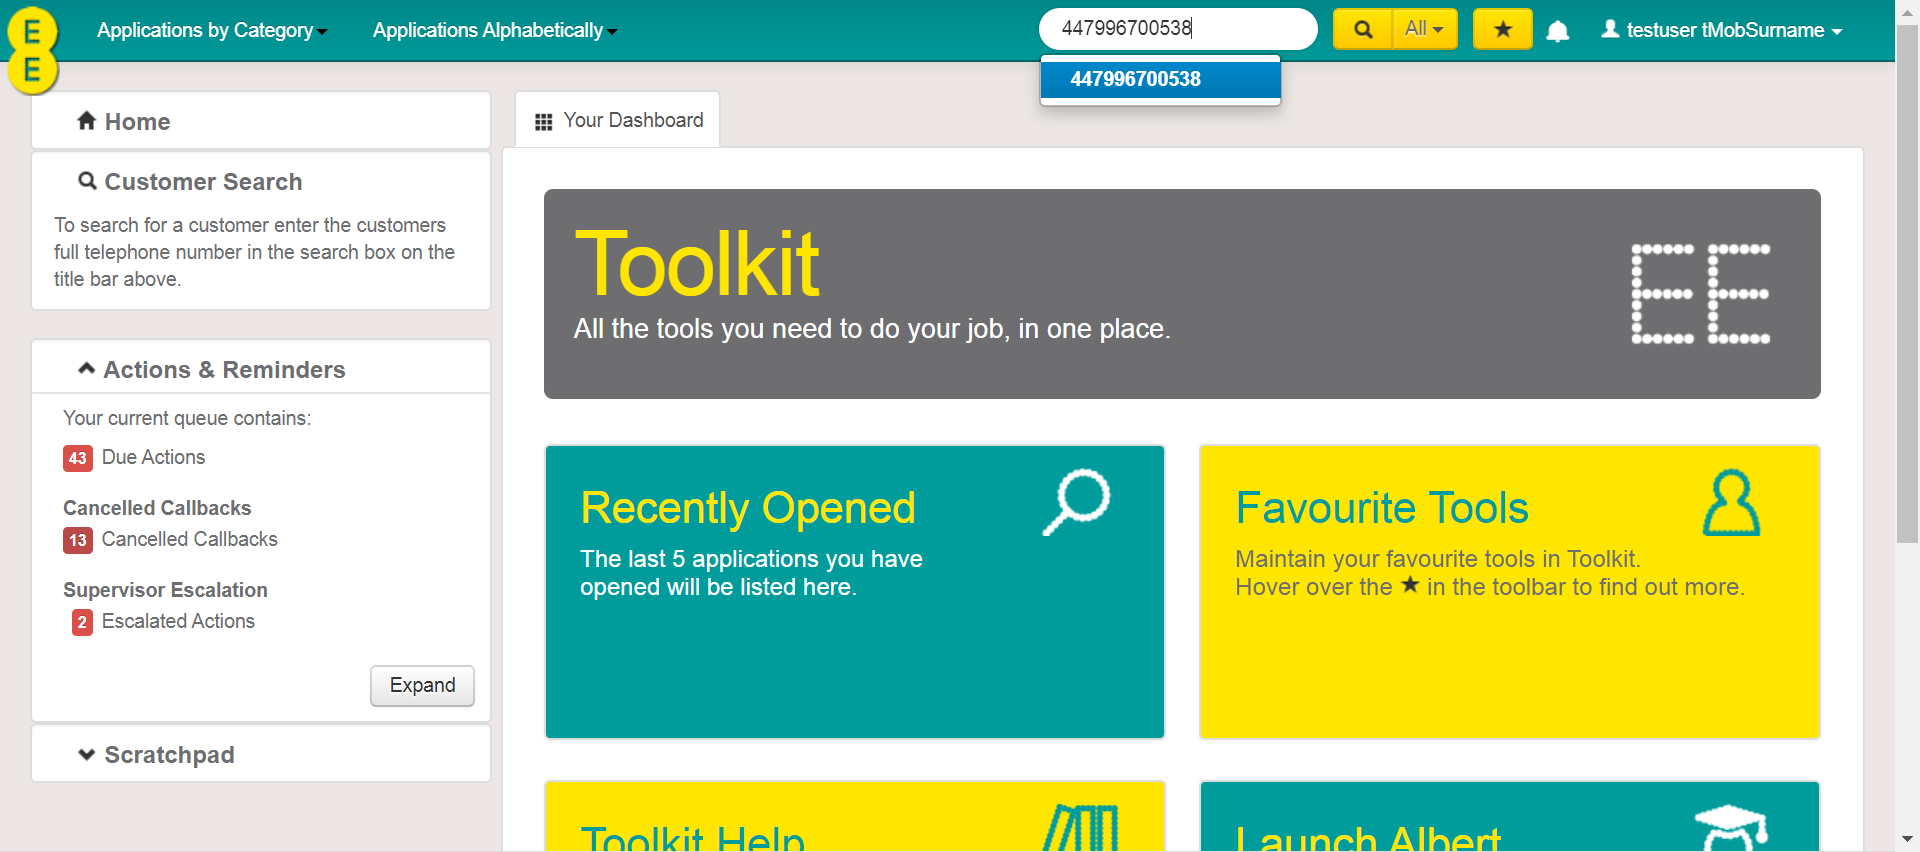 E
E
Applications by Category
Applications Alphabetically
447996700538
All
testuser tMobSurname
447996700538
Home
Customer Search
To search for a customer enter the customers
full telephone number in the search box on the
title bar above.
Actions & Reminders
Your current queue contains:
43 Due Actions
Cancelled Callbacks
13 Cancelled Callbacks
Supervisor Escalation
2 Escalated Actions
Expand
Scratchpad
Your Dashboard
Toolkit
All the tools you need to do your job, in one place.
EE
Recently Opened
The last 5 applications you have
opened will be listed here.
Favourite Tools
Maintain your favourite tools in Toolkit.
Hover over the ★ in the toolbar to find out more.
Toolkit Help
Launch Albert